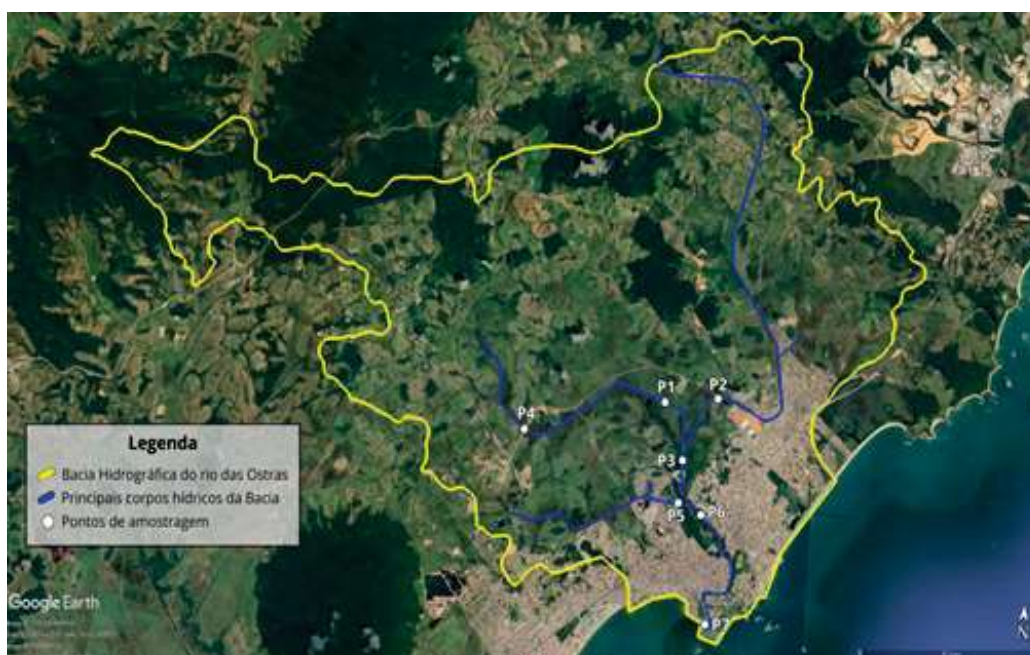 P1
P2
P4
P3
P5
P6
P7
Legenda
Bacia Hidrográfica do rio das Ostras
Principais corpos hídricos da Bacia
Pontos de amostragem
Google Earth
N